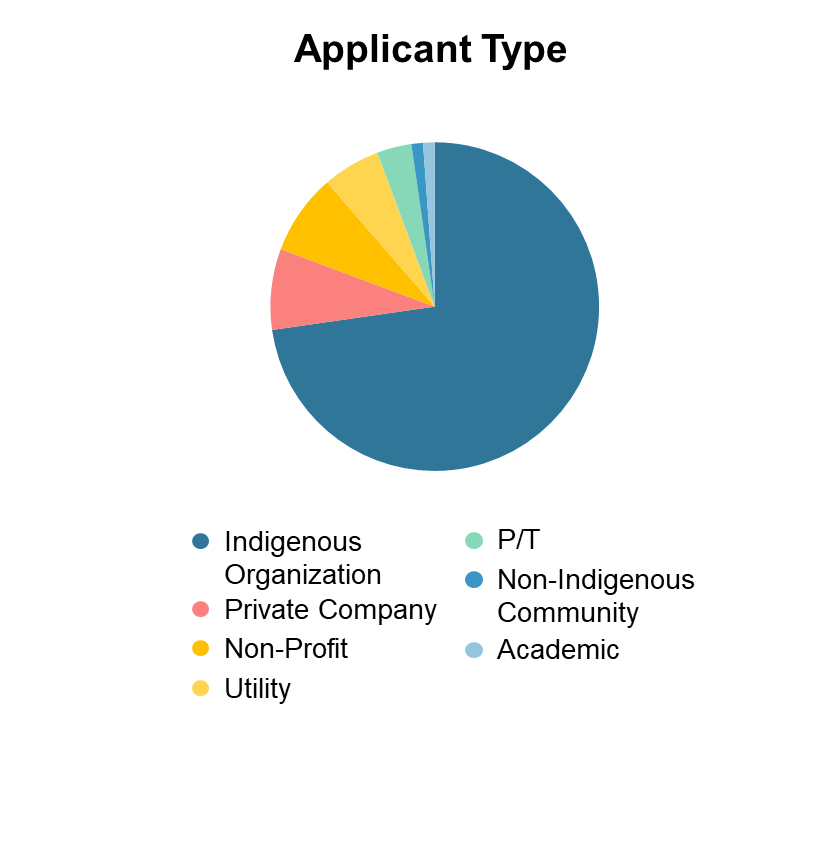 Applicant Type
Indigenous
Organization
Private Company
Non-Profit
Utility
P/T
Non-Indigenous
Community
Academic